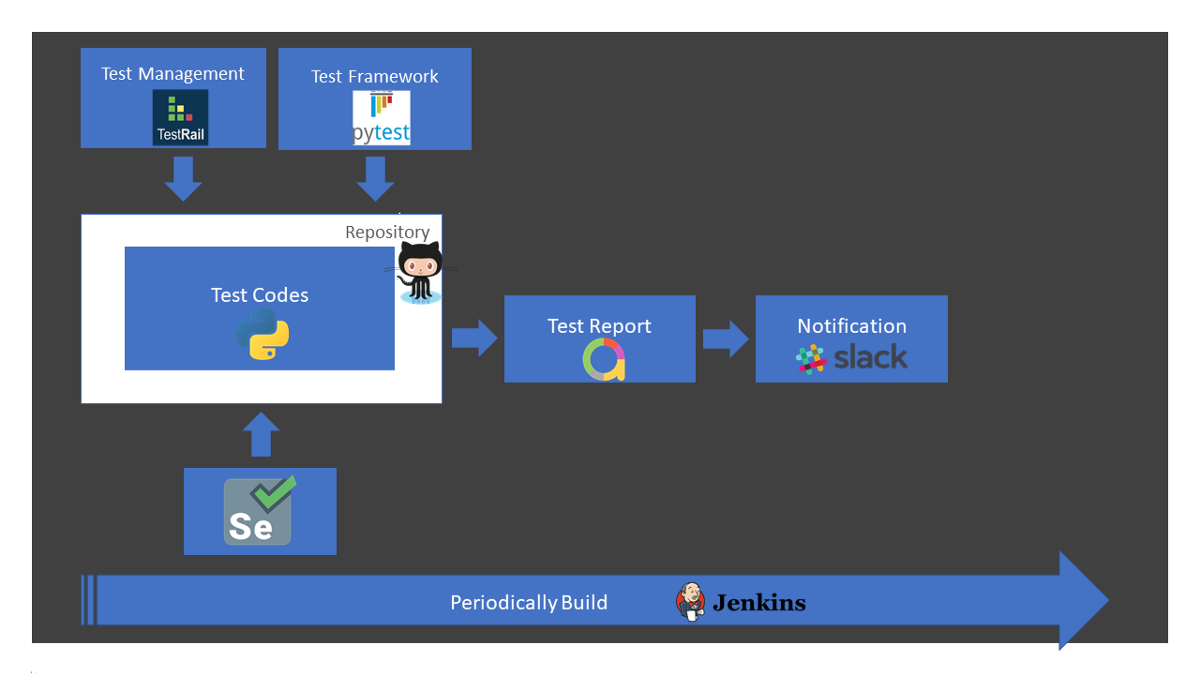 Test Management
TestRail
Test Framework
pytest
Repository
Test Codes
Test Report
Notification
slack
Se
Periodically Build
Jenkins